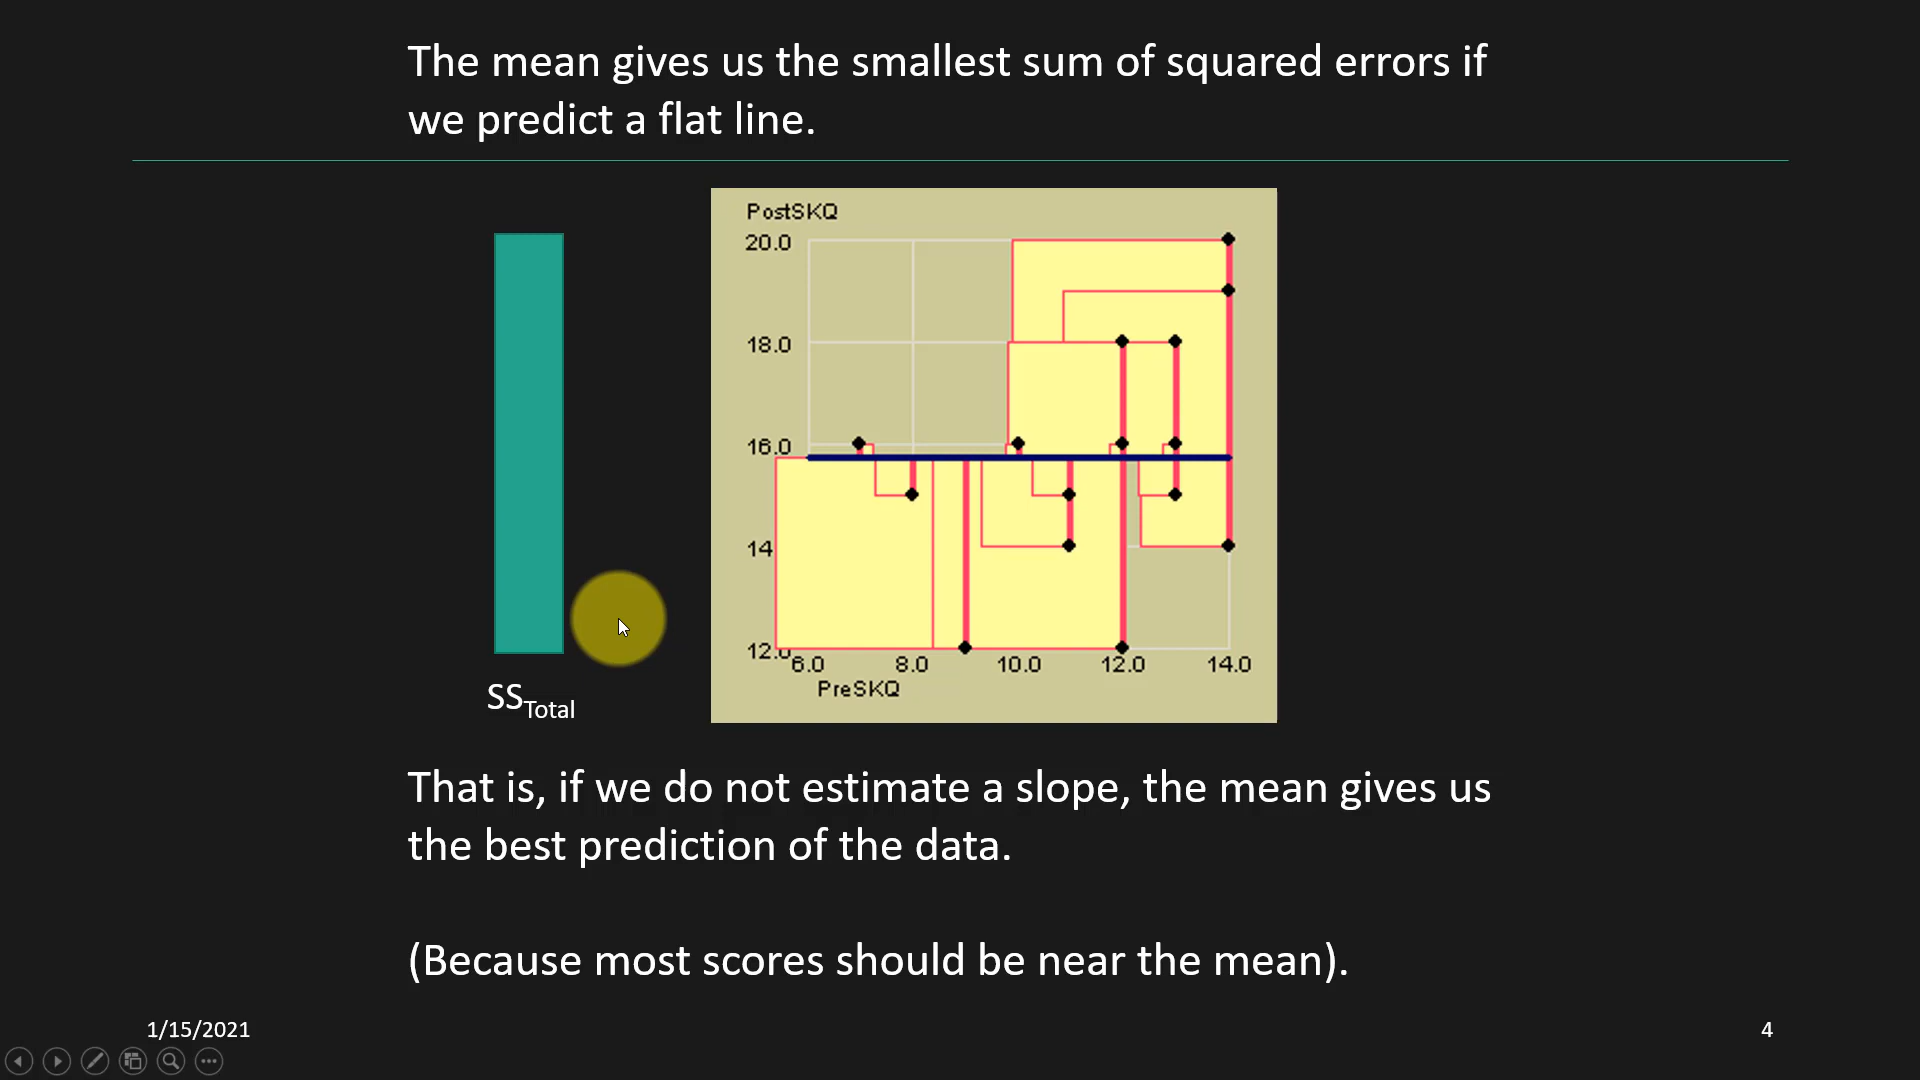 The mean gives us the smallest sum of squared errors if
we predict a flat line.
PostSKQ
20.0
18.0
16.0
14
12.0
6.0 8.0 10.0 12.0 14.0
PreSKQ
SSTotal
That is, if we do not estimate a slope, the mean gives us
the best prediction of the data.
(Because most scores should be near the mean).
1/15/2021
4